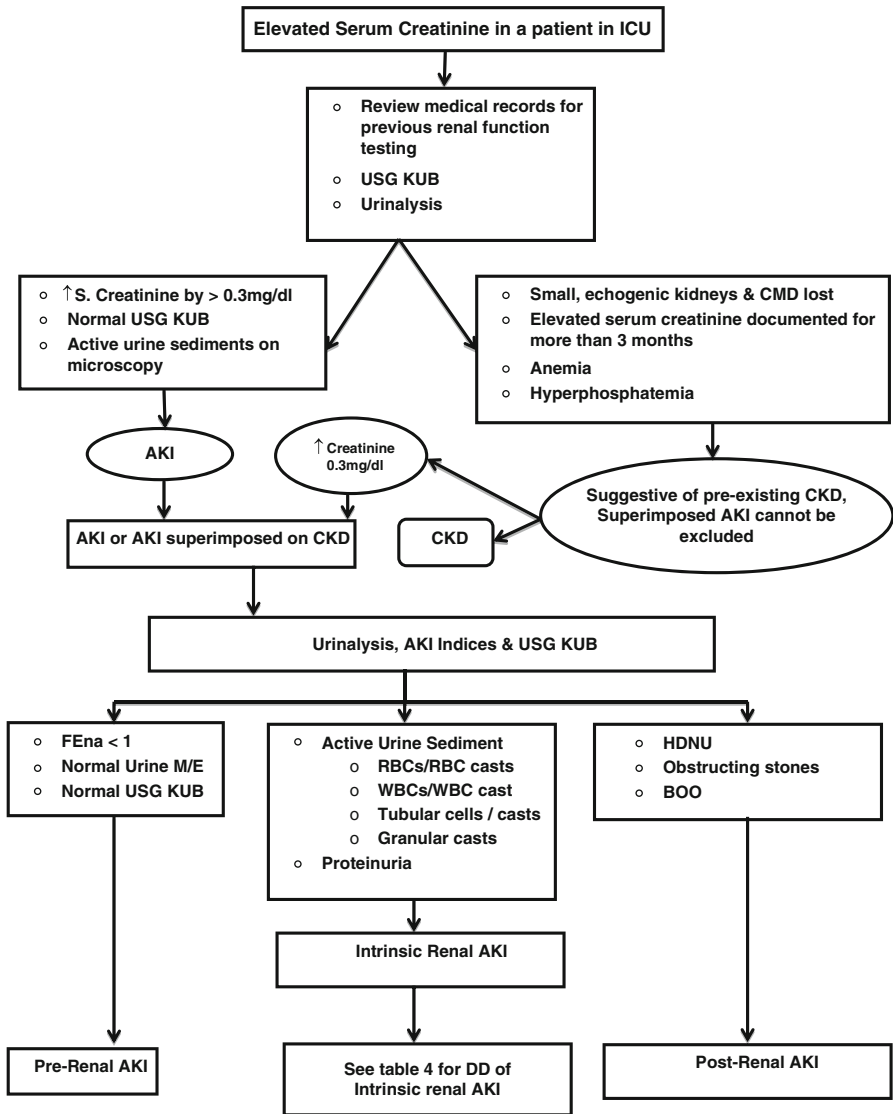 Elevated Serum Creatinine in a patient in ICU
○ Review medical records for
previous renal function
testing
○ USG KUB
○ Urinalysis
○ ↑S. Creatinine by > 0.3mg/dl
○ Normal USG KUB
○ Active urine sediments on
microscopy
○ Small, echogenic kidneys & CMD lost
○ Elevated serum creatinine documented for
more than 3 months
○ Anemia
○ Hyperphosphatemia
AKI
↑ Creatinine
0.3mg/dl
Suggestive of pre-existing CKD,
Superimposed AKI cannot be
excluded
AKI or AKI superimposed on CKD
CKD
Urinalysis, AKI Indices & USG KUB
○ FEna < 1
○ Normal Urine M/E
○ Normal USG KUB
○ Active Urine Sediment
○ RBCs/RBC casts
○ WBCs/WBC cast
○ Tubular cells / casts
○ Granular casts
○ Proteinuria
○ HDNU
○ Obstructing stones
○ BOO
Intrinsic Renal AKI
Pre-Renal AKI
See table 4 for DD of
Intrinsic renal AKI
Post-Renal AKI